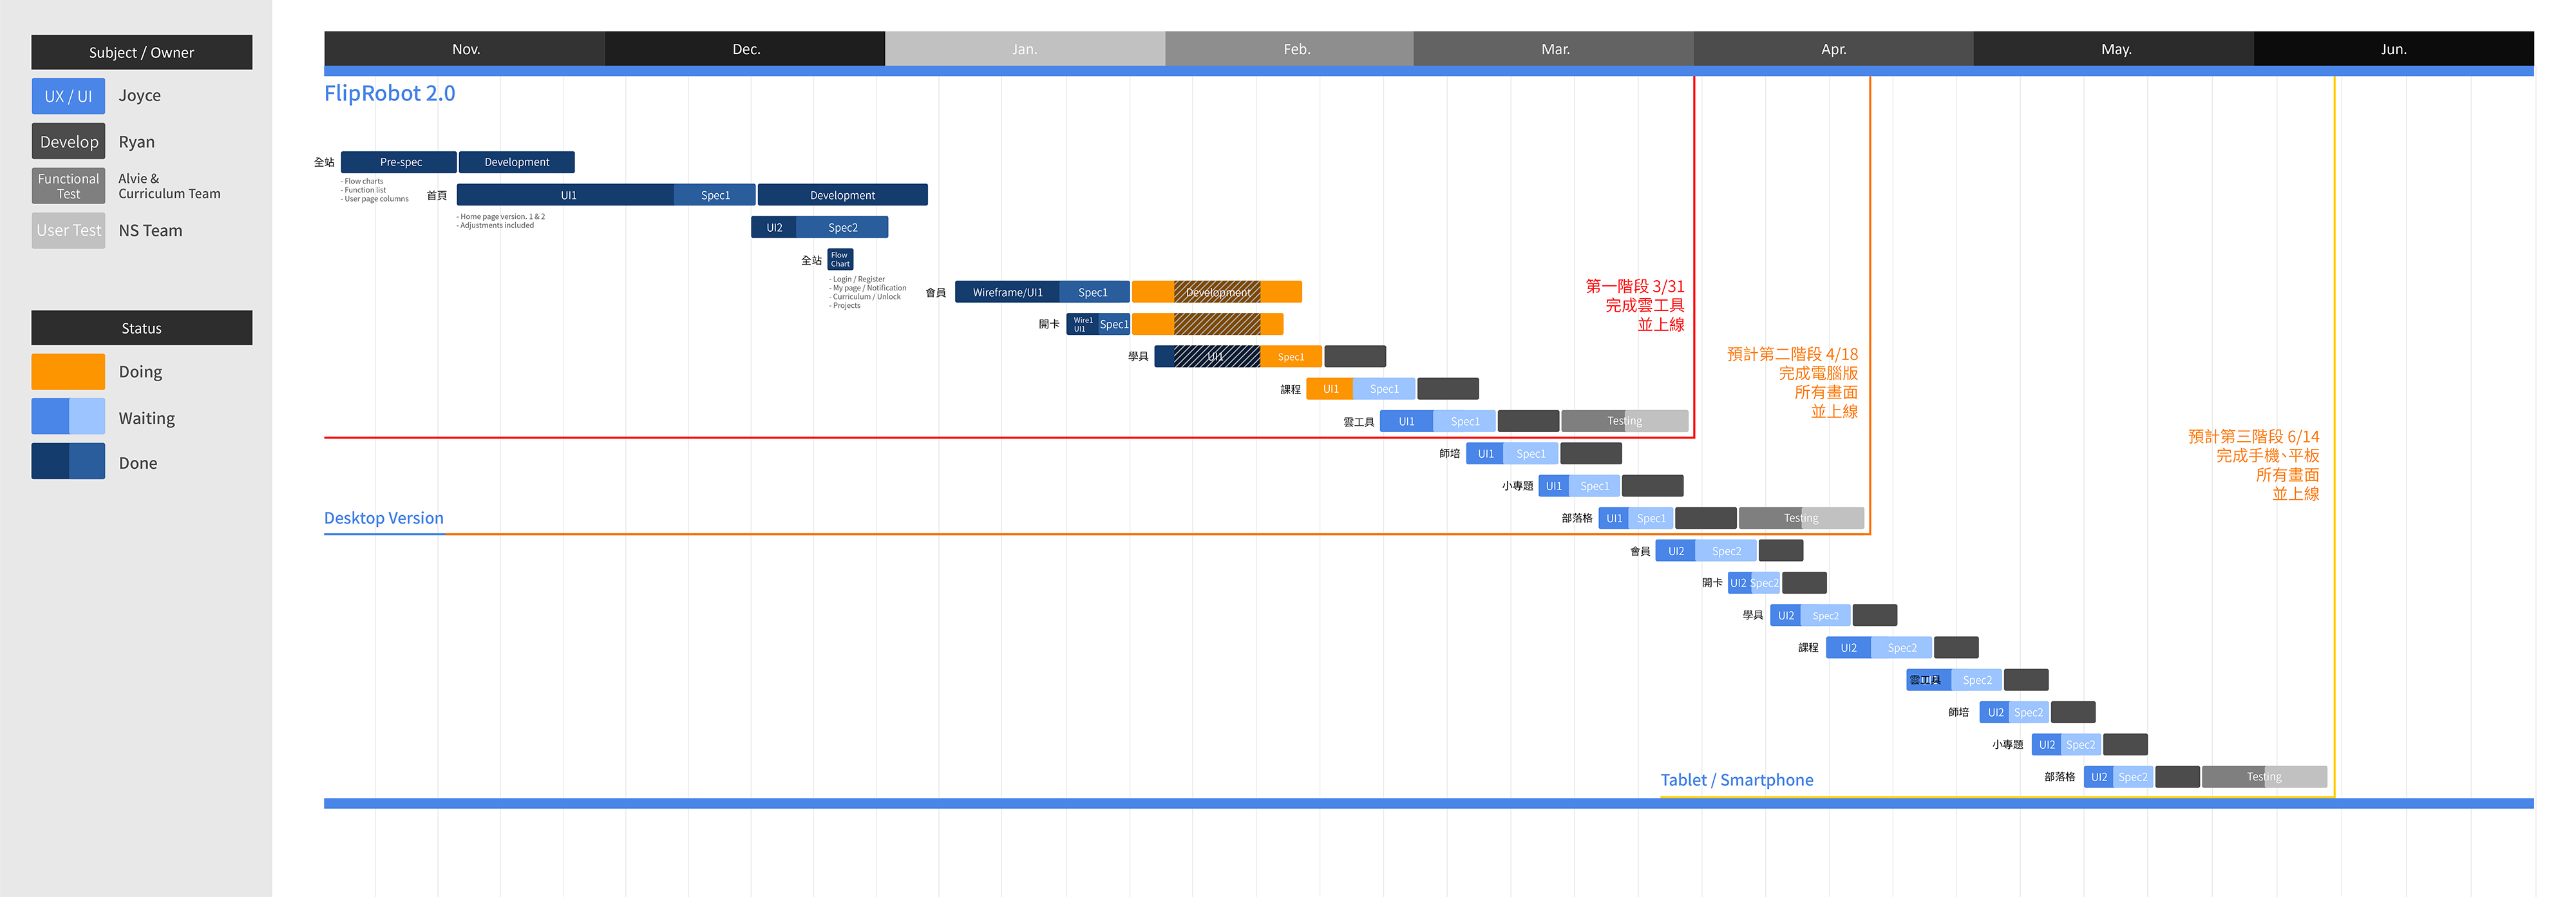 Subject / Owner
UX / UI
Joyce
Develop
Ryan
Functional
Test
Alvie &
Curriculum Team
User Test
NS Team
Status
Doing
Waiting
Done
Nov.
Dec.
Jan.
Feb.
Mar.
Apr.
May.
Jun.
FlipRobot 2.0
全站
Pre-spec
Development
- Flow charts
- Function list
- User page columns
首頁
UI1
Spec1
Development
- Home page version. 1 & 2
- Adjustments included
UI2
Spec2
全站
Flow
Chart
- Login / Register
- My page / Notification
- Curriculum / Unlock
- Projects
會員
Wireframe/UI1
Spec1
Development
開卡
Wire1
UI1
Spec1
學具
UI1
Spec1
課程
UI1
Spec1
雲工具
UI1
Spec1
Testing
第一階段 3/31
完成雲工具
並上線
師培
UI1
Spec1
小專題
UI1
Spec1
部落格
UI1
Spec1
Testing
Desktop Version
預計第二階段 4/18
完成電腦版
所有畫面
並上線
會員
UI2
Spec2
開卡
UI2
Spec2
學具
UI2
Spec2
課程
UI2
Spec2
雲工具
Spec2
師培
UI2
Spec2
小專題
UI2
Spec2
部落格
UI2
Spec2
Testing
Tablet / Smartphone
預計第三階段 6/14
完成手機、平板
所有畫面
並上線